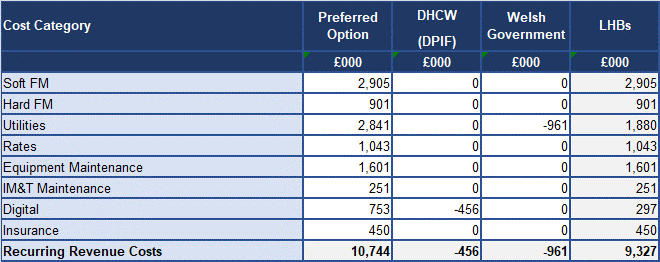 Cost Category Preferred Option DHCW (DPIF) Welsh Government LHBs
£000 £000 £000 £000
Soft FM 2,905 0 0 2,905
Hard FM 901 0 0 901
Utilities 2,841 0 -961 1,880
Rates 1,043 0 0 1,043
Equipment Maintenance 1,601 0 0 1,601
IM&T Maintenance 251 0 0 251
Digital 753 -456 0 297
Insurance 450 0 0 450
Recurring Revenue Costs 10,744 -456 -961 9,327